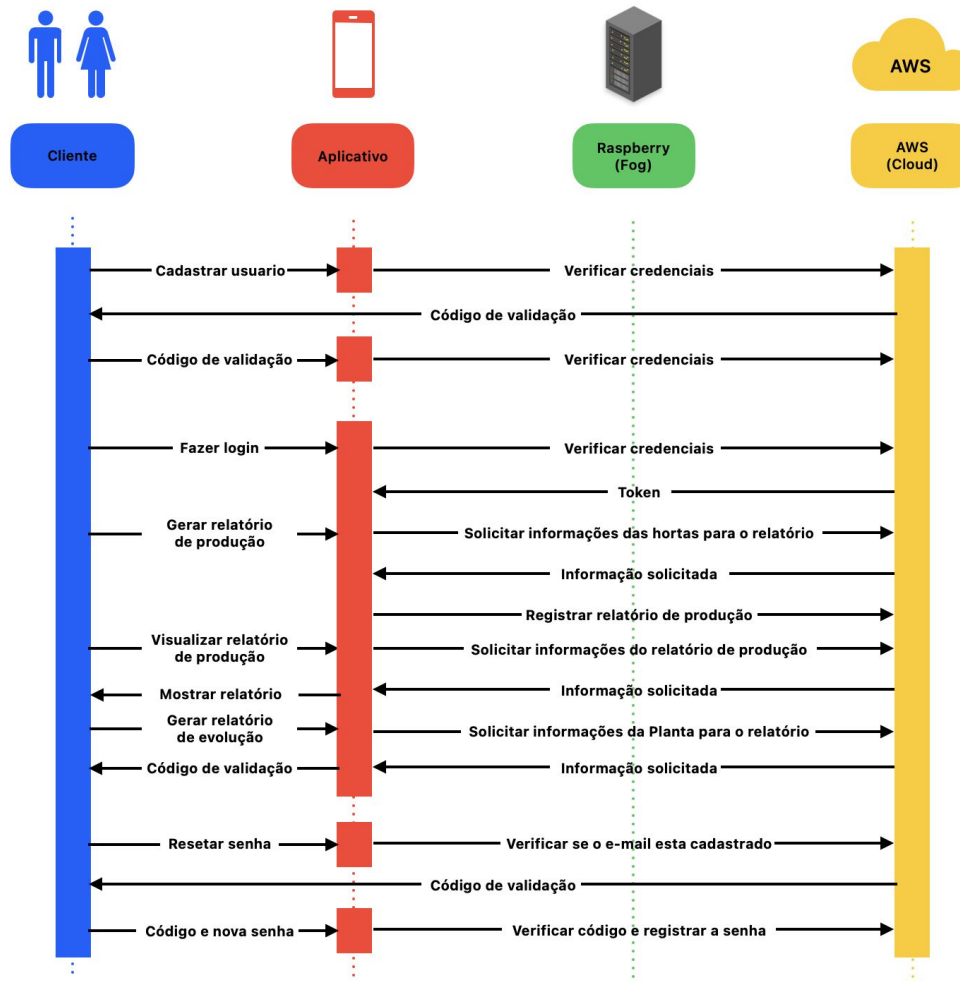 AWS
Cliente
Aplicativo
Raspberry
(Fog)
AWS
(Cloud)
Cadastrar usuario
Verificar credenciais
Código de validação
Código de validação
Verificar credenciais
Fazer login
Verificar credenciais
Token
Gerar relatório
de produção
Solicitar informações das hortas para o relatório
Informação solicitada
Registrar relatório de produção
Visualizar relatório
de produção
Solicitar informações do relatório de produção
Mostrar relatório
Informação solicitada
Gerar relatório
de evolução
Solicitar informações da Planta para o relatório
Código de validação
Informação solicitada
Resetar senha
Verificar se o e-mail esta cadastrado
Código de validação
Código e nova senha
Verificar código e registrar a senha